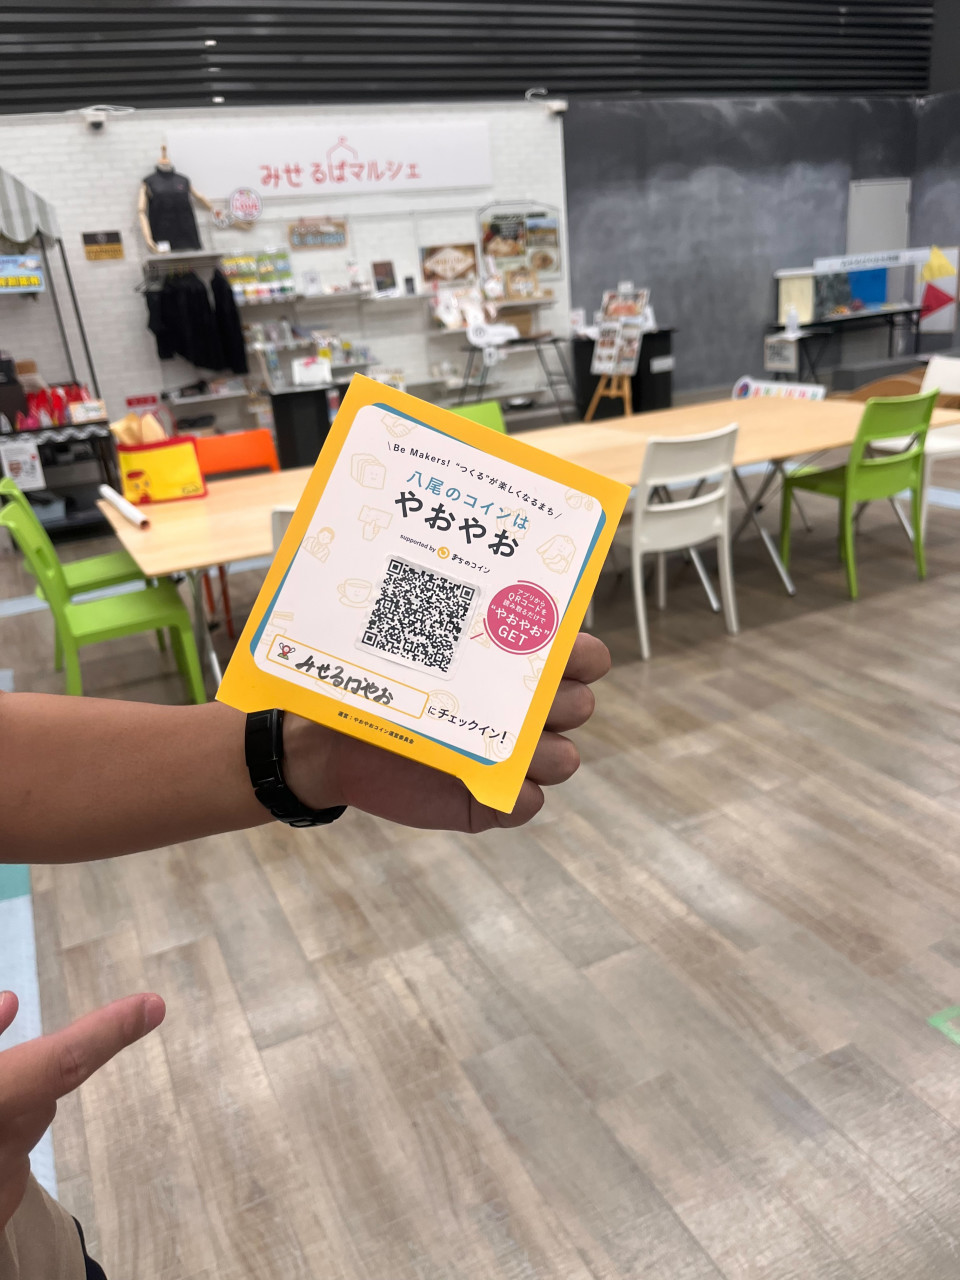 みせるばマルシェ
\Be Makers! “つくる”が楽しくなるまち/
八尾のコインは
やおやお
supported by まちのコイン
アプリから
QRコードを
読み取るだけで
“やおやお”
GET
みせるばやお
にチェックイン!
運営：やおやおコイン運営委員会